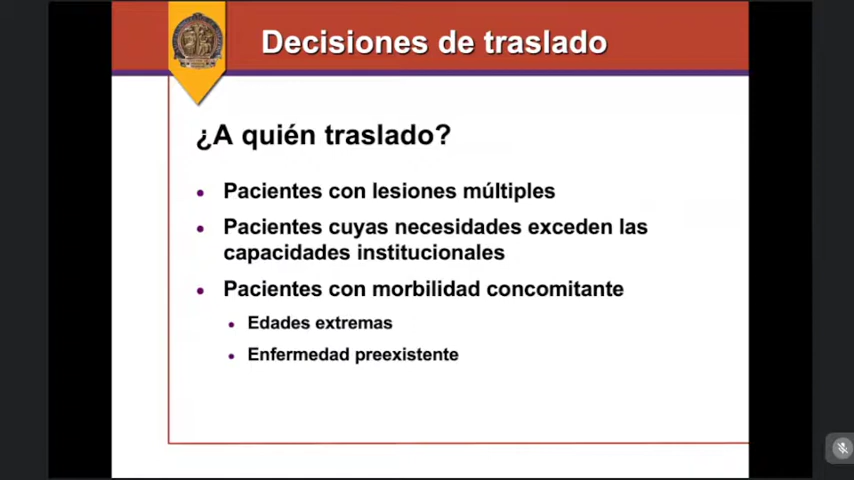 Decisiones de traslado
¿A quién traslado?
• Pacientes con lesiones múltiples
• Pacientes cuyas necesidades exceden las
capacidades institucionales
• Pacientes con morbilidad concomitante
• Edades extremas
• Enfermedad preexistente